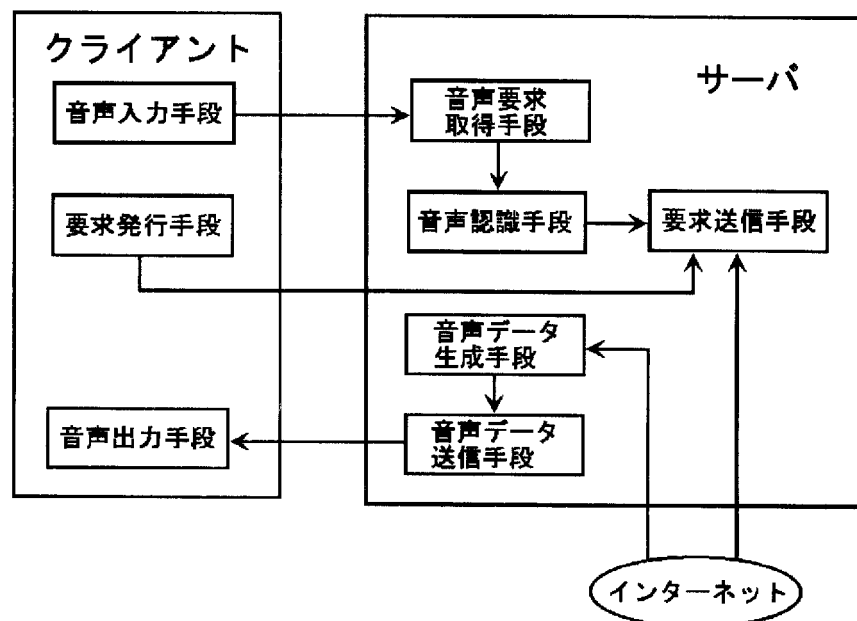 クライアント
サーバ
音声入力手段
音声要求
取得手段
要求発行手段
音声認識手段
要求送信手段
音声データ
生成手段
音声出力手段
音声データ
送信手段
インターネット